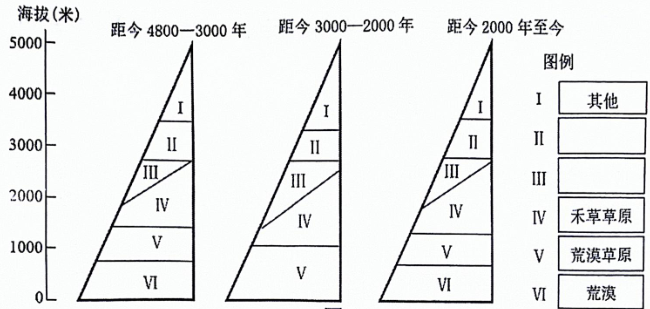 海拔(米)
距今 4800—3000 年
距今 3000—2000 年
距今 2000 年至今
5000
4000
3000
2000
1000
0
I
II
III
IV
V
VI
I
II
III
IV
V
I
II
III
IV
V
VI
图例
I 其他
II
III
IV 禾草草原
V 荒漠草原
VI 荒漠